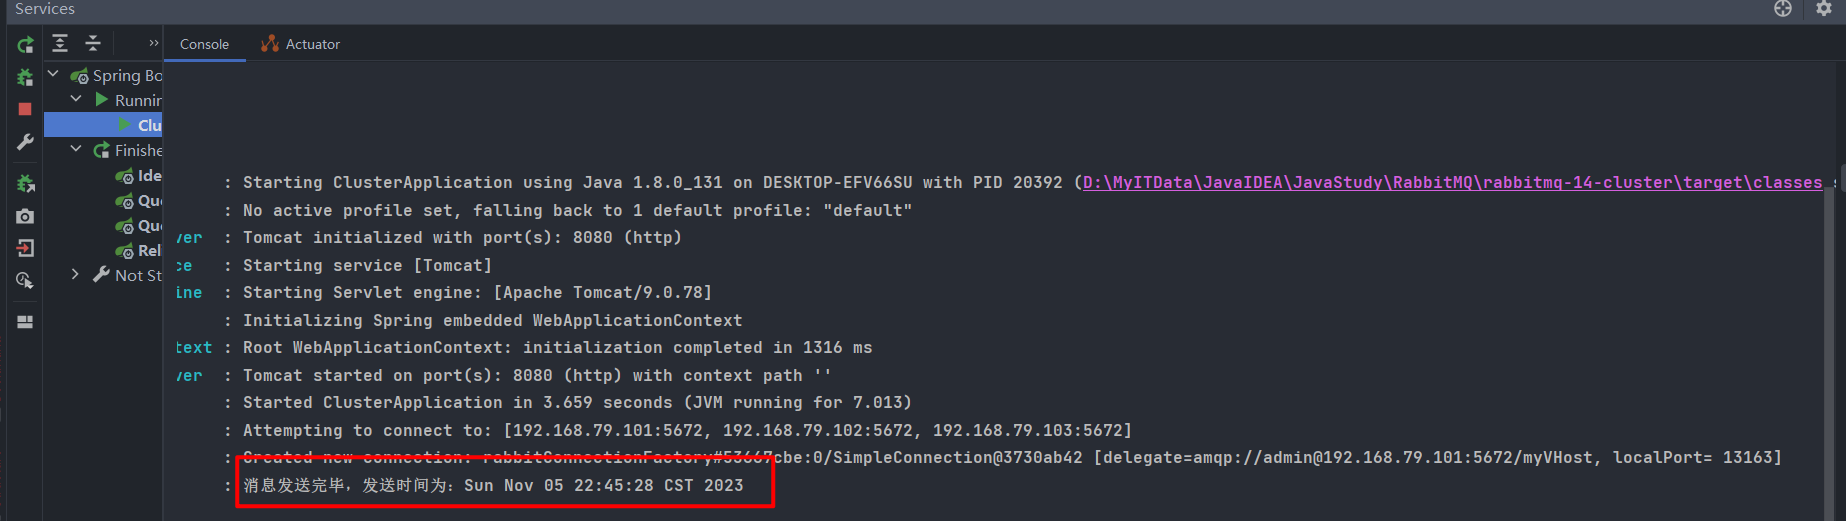 Services
»
Console
Actuator
Spring Bo
Runnin
Clu
Finishe
Ide
Que
Que
Rel
Not St
: Starting ClusterApplication using Java 1.8.0_131 on DESKTOP-EFV66SU with PID 20392 (D:\MyITData\JavaIDEA\JavaStudy\RabbitMQ\rabbitmq-14-cluster\target\classes s
: No active profile set, falling back to 1 default profile: "default"
ver : Tomcat initialized with port(s): 8080 (http)
ce : Starting service [Tomcat]
ine : Starting Servlet engine: [Apache Tomcat/9.0.78]
: Initializing Spring embedded WebApplicationContext
text : Root WebApplicationContext: initialization completed in 1316 ms
ver : Tomcat started on port(s): 8080 (http) with context path ''
: Started ClusterApplication in 3.659 seconds (JVM running for 7.013)
: Attempting to connect to: [192.168.79.101:5672, 192.168.79.102:5672, 192.168.79.103:5672]
: Created new connection: rabbitConnectionFactory#53667cbe:0/SimpleConnection@3730ab42 [delegate=amqp://admin@192.168.79.101:5672/myVHost, localPort= 13163]
: 消息发送完毕，发送时间为：Sun Nov 05 22:45:28 CST 2023